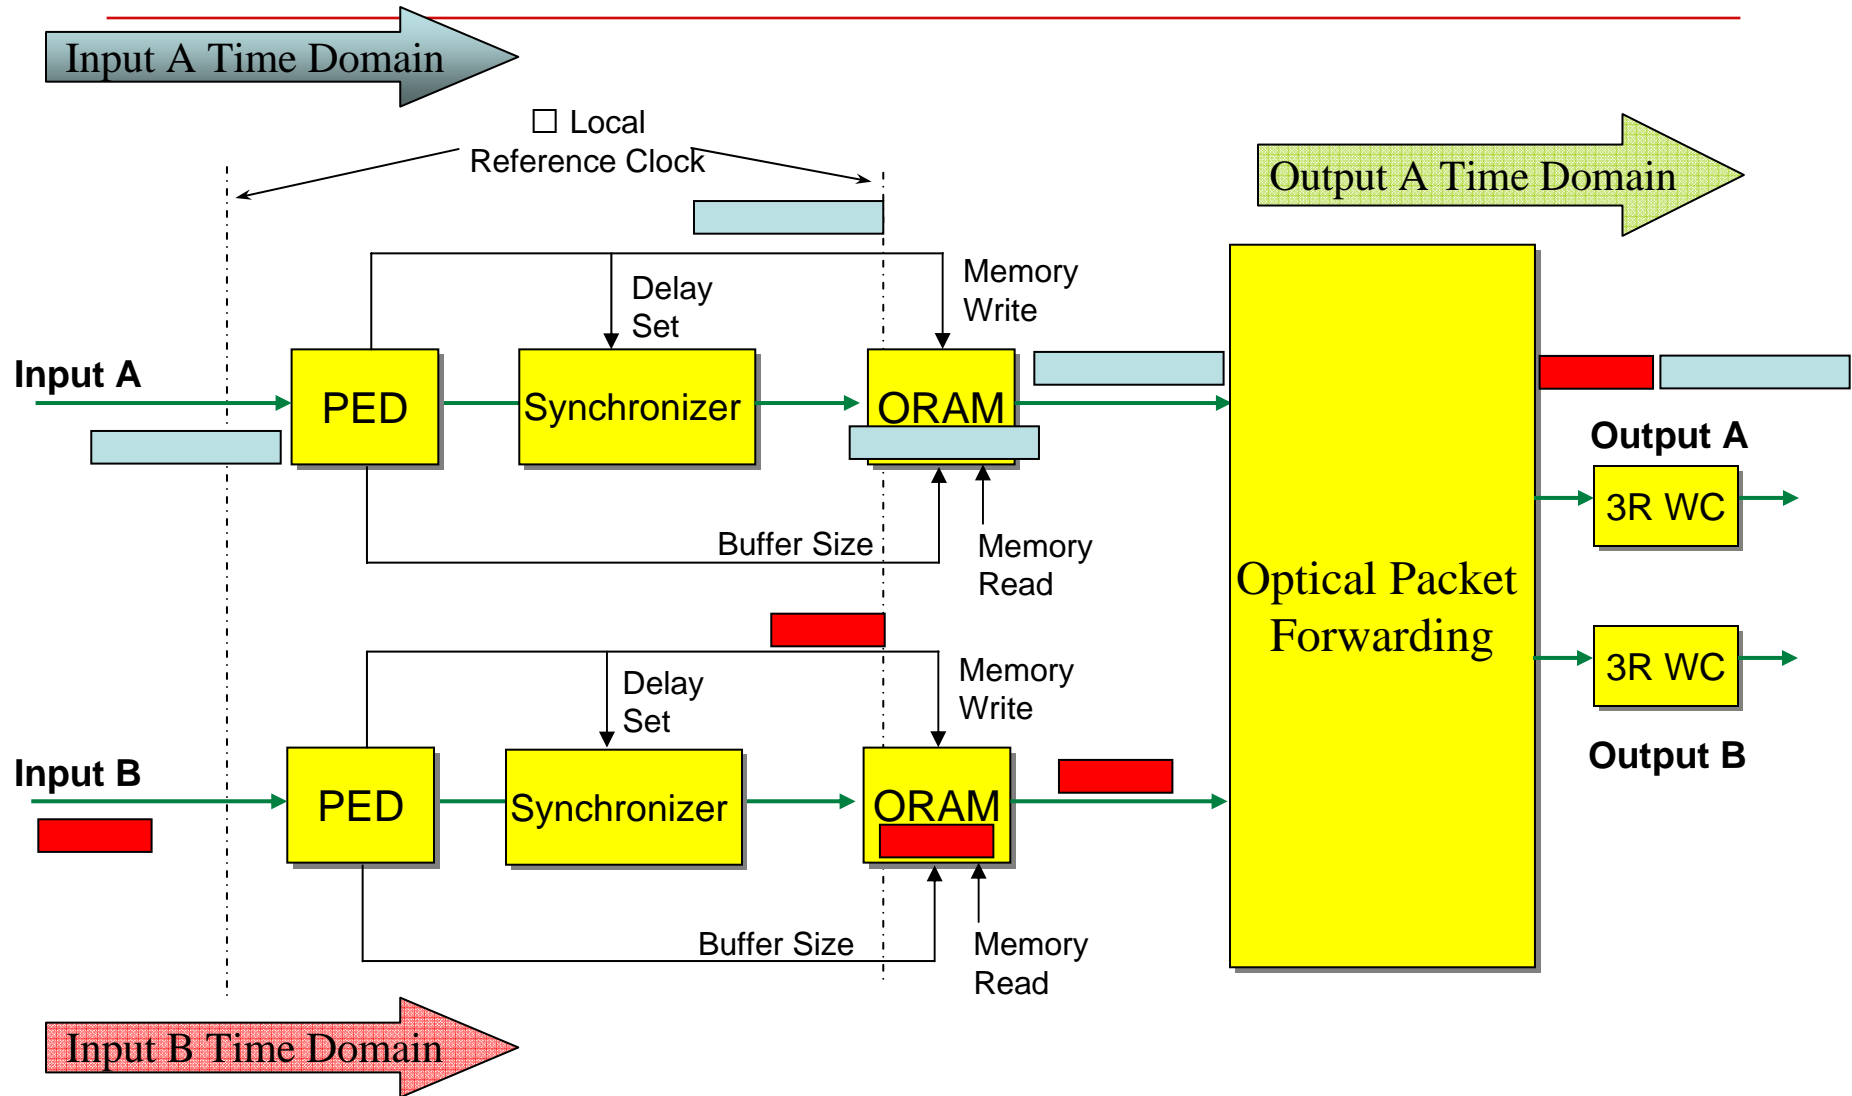 Input A Time Domain
□ Local
Reference Clock
Output A Time Domain
Delay
Set
Memory
Write
Input A
PED
Synchronizer
ORAM
Output A
3R WC
Buffer Size
Memory
Read
Optical Packet
Forwarding
Delay
Set
Memory
Write
3R WC
Output B
Input B
PED
Synchronizer
ORAM
Buffer Size
Memory
Read
Input B Time Domain